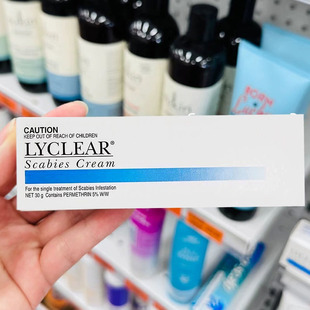 CAUTION
KEEP OUT OF REACH OF CHILDREN
LYCLEAR®
Scabies Cream
For the single treatment of Scabies Infestation
NET 30 g Contains PERMETHRIN 5% W/W